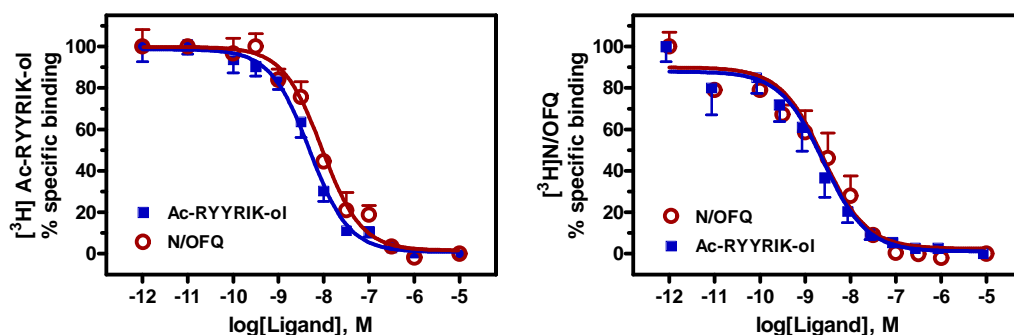 [³H] Ac-RYYRIK-ol
% specific binding
100
80
60
40
20
0
Ac-RYYRIK-ol
N/OFQ
-12 -11 -10 -9 -8 -7 -6 -5
log[Ligand], M
[³H]N/OFQ
% specific binding
100
80
60
40
20
0
N/OFQ
Ac-RYYRIK-ol
-12 -11 -10 -9 -8 -7 -6 -5
log[Ligand], M